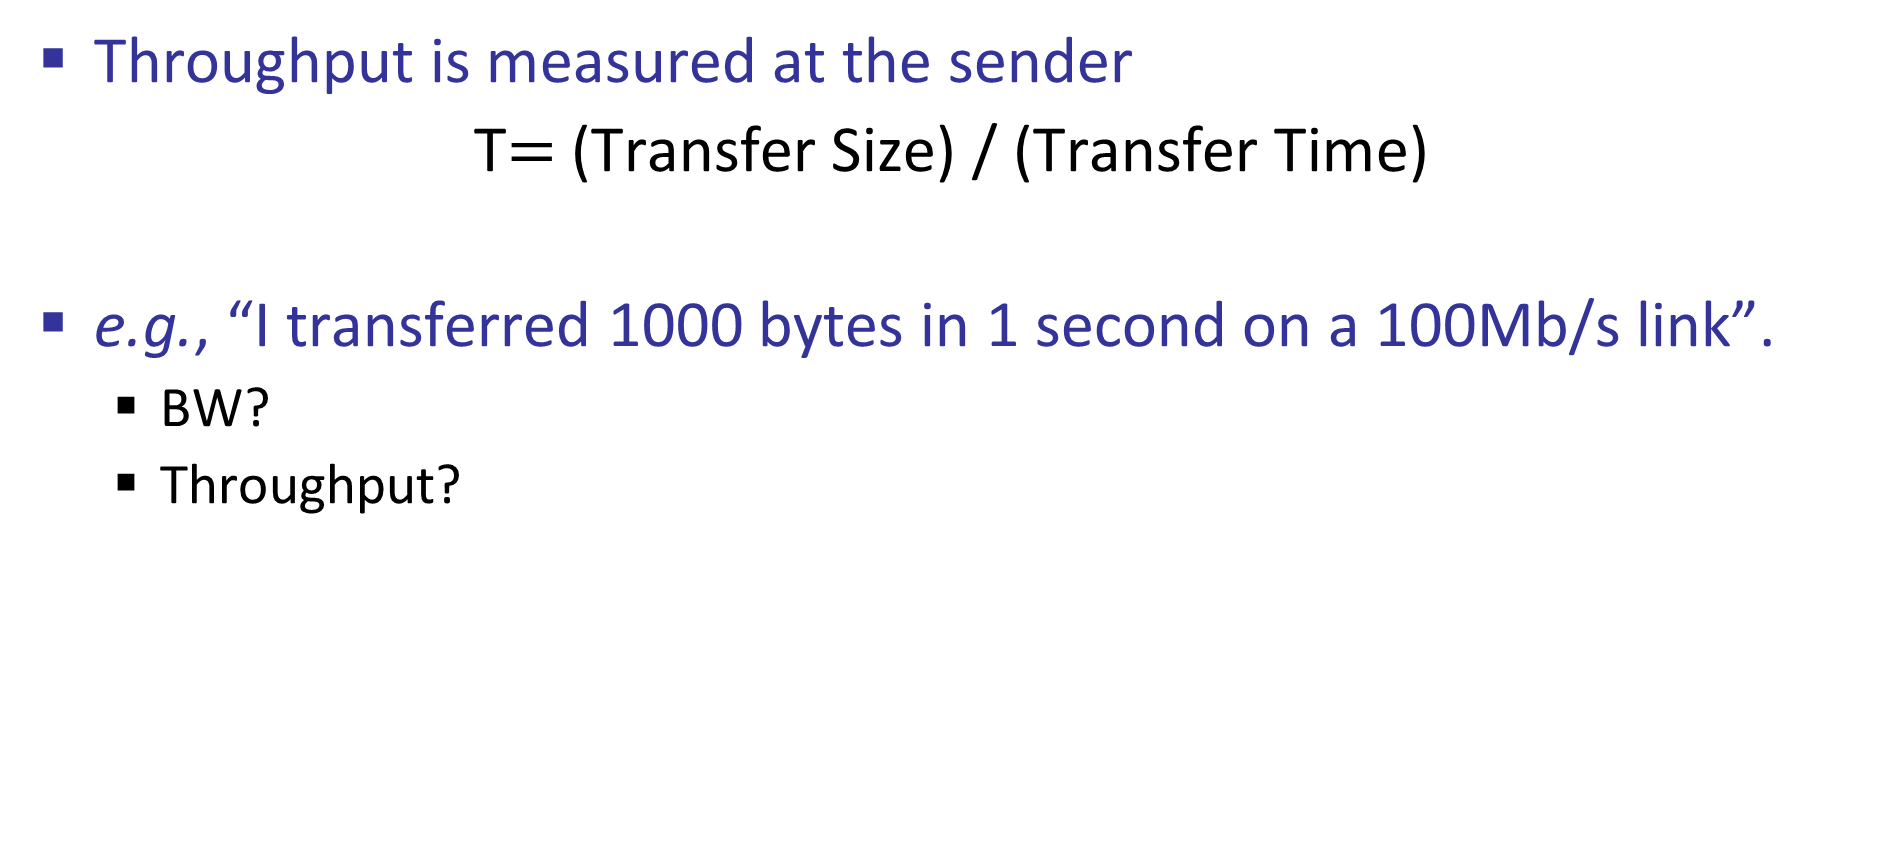 ▪ Throughput is measured at the sender
T= (Transfer Size) / (Transfer Time)
▪ e.g., “I transferred 1000 bytes in 1 second on a 100Mb/s link”.
▪ BW?
▪ Throughput?